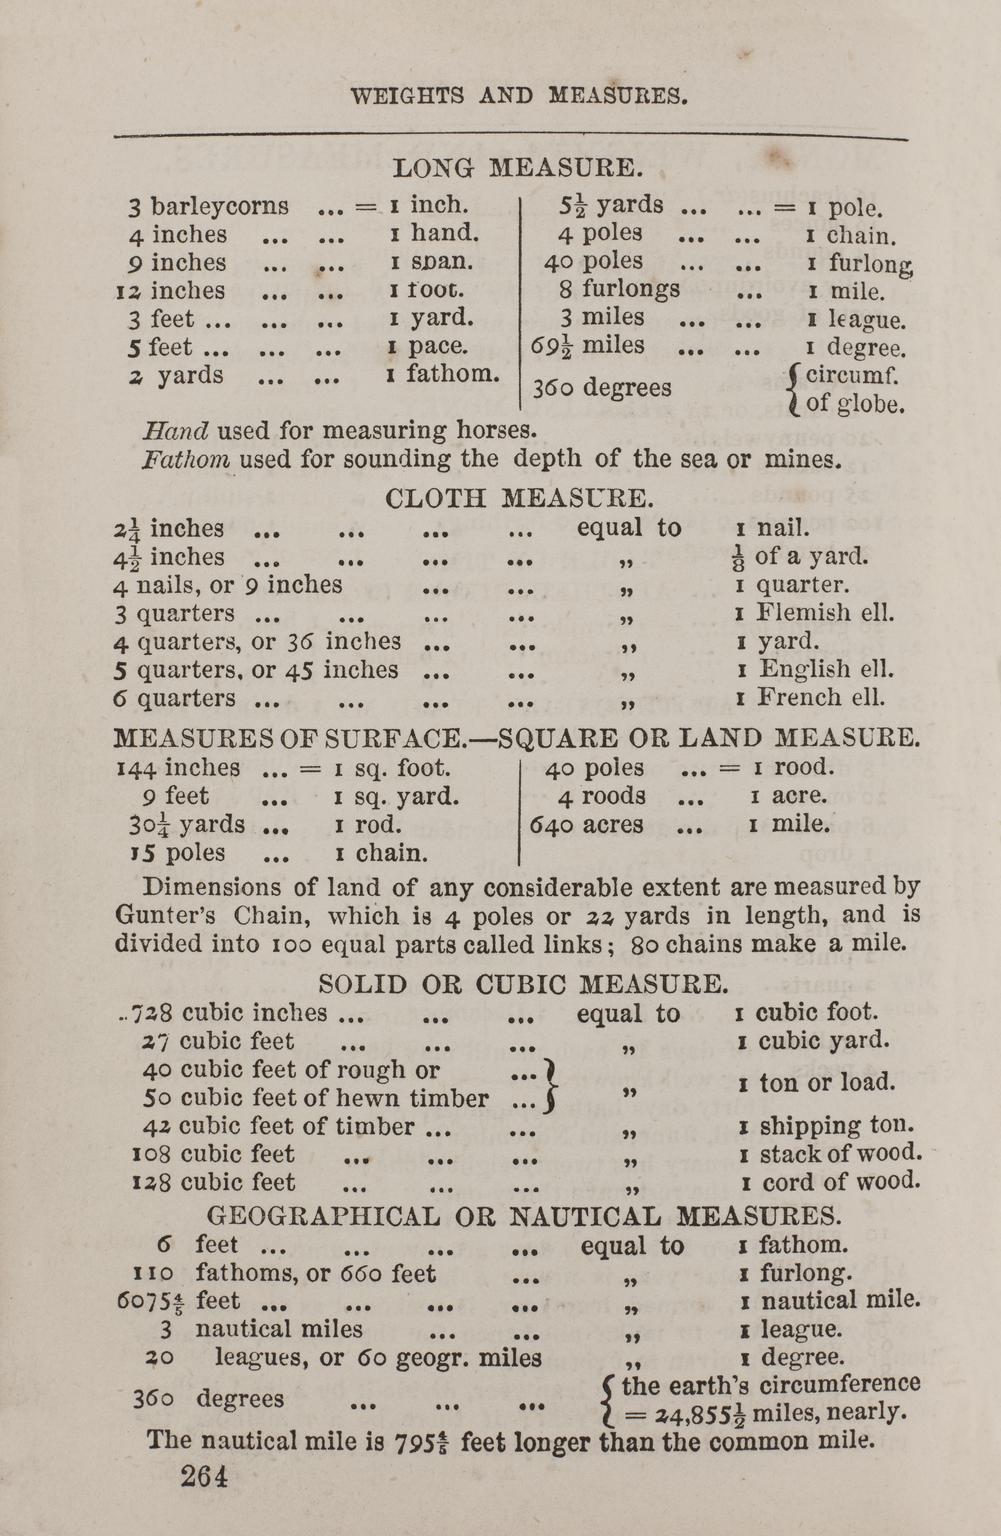 WEIGHTS AND MEASURES.
LONG MEASURE.
3 barleycorns ... = 1 inch.
4 inches ... ... 1 hand.
9 inches ... ... 1 span.
12 inches ... ... 1 foot.
3 feet ... ... ... 1 yard.
5 feet ... ... ... 1 pace.
2 yards ... ... 1 fathom.
5½ yards ... ... = 1 pole.
4 poles ... ... 1 chain.
40 poles ... ... 1 furlong
8 furlongs ... 1 mile.
3 miles ... ... 1 league.
69½ miles ... ... 1 degree.
360 degrees { circumf.
of globe.
Hand used for measuring horses.
Fathom used for sounding the depth of the sea or mines.
CLOTH MEASURE.
2¼ inches ... ... ... ... equal to 1 nail.
4½ inches ... ... ... ... „ ⅛ of a yard.
4 nails, or 9 inches ... ... „ 1 quarter.
3 quarters ... ... ... ... „ 1 Flemish ell.
4 quarters, or 36 inches ... ... „ 1 yard.
5 quarters, or 45 inches ... ... „ 1 English ell.
6 quarters ... ... ... ... „ 1 French ell.
MEASURES OF SURFACE.—SQUARE OR LAND MEASURE.
144 inches ... = 1 sq. foot.
9 feet ... 1 sq. yard.
30¼ yards ... 1 rod.
15 poles ... 1 chain.
40 poles ... = 1 rood.
4 roods ... 1 acre.
640 acres ... 1 mile.
Dimensions of land of any considerable extent are measured by
Gunter's Chain, which is 4 poles or 22 yards in length, and is
divided into 100 equal parts called links; 80 chains make a mile.
SOLID OR CUBIC MEASURE.
..728 cubic inches ... ... ... equal to 1 cubic foot.
27 cubic feet ... ... ... „ 1 cubic yard.
40 cubic feet of rough or ... }
50 cubic feet of hewn timber ... } „ 1 ton or load.
42 cubic feet of timber ... ... „ 1 shipping ton.
108 cubic feet ... ... ... „ 1 stack of wood.
128 cubic feet ... ... ... „ 1 cord of wood.
GEOGRAPHICAL OR NAUTICAL MEASURES.
6 feet ... ... ... ... equal to 1 fathom.
110 fathoms, or 660 feet ... „ 1 furlong.
6075⅘ feet ... ... ... ... „ 1 nautical mile.
3 nautical miles ... ... „ 1 league.
20 leagues, or 60 geogr. miles „ 1 degree.
360 degrees ... ... ... { the earth's circumference
= 24,855½ miles, nearly.
The nautical mile is 795⅘ feet longer than the common mile.
264